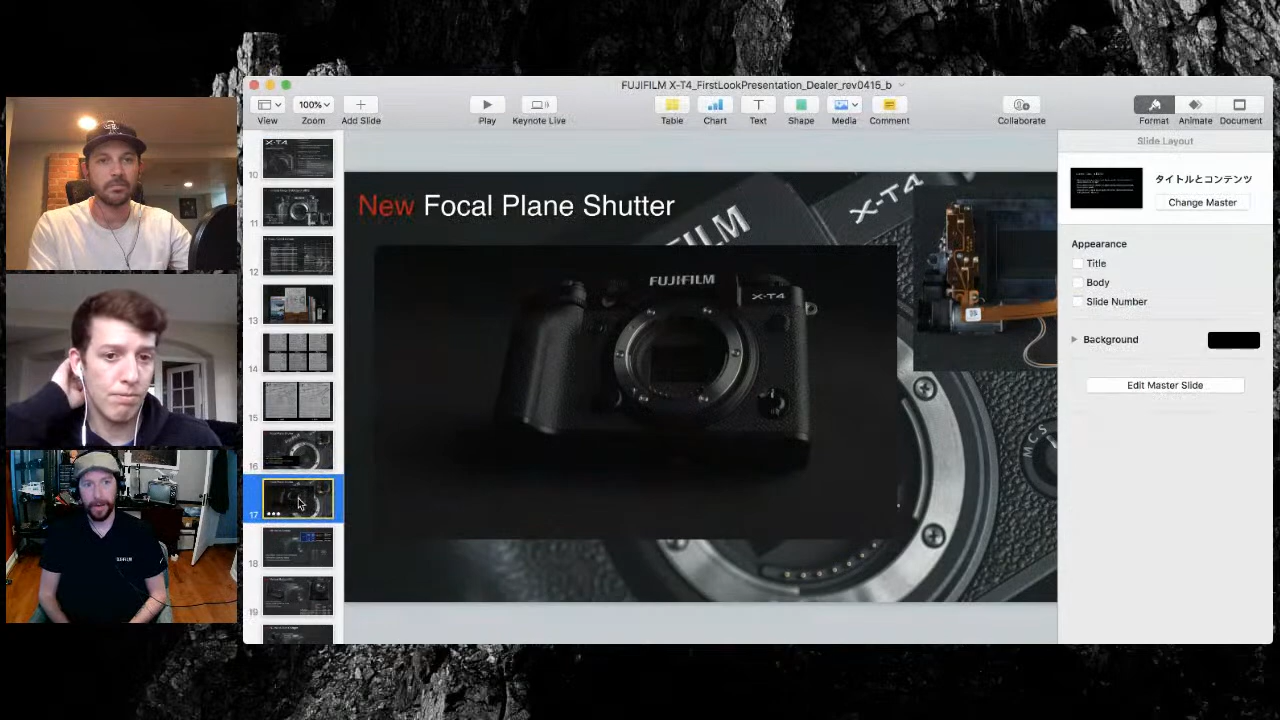 FUJIFILM X-T4_FirstLookPresentation_Dealer_rev0415_b
100%
View
Zoom
Add Slide
Play
Keynote Live
Table
Chart
Text
Shape
Media
Comment
Collaborate
Format
Animate
Document
Slide Layout
タイトルとコンテンツ
Change Master
Appearance
Title
Body
Slide Number
Background
Edit Master Slide
X-T4
10
11
12
13
14
15
16
17
18
19
New Focal Plane Shutter
X-T4
FUJIFILM
X-T4
MCS
FUJIFILM